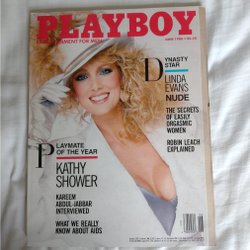 PLAYBOY
ENTERTAINMENT FOR MEN
DYNASTY
STAR
LINDA
EVANS
NUDE
THE SECRETS
OF EASILY
ORGASMIC
WOMEN
ROBIN LEACH
EXPLAINED
PLAYMATE
OF THE YEAR
KATHY
SHOWER
KAREEM
ABDUL-JABBAR
INTERVIEWED
WHAT WE REALLY
KNOW ABOUT AIDS